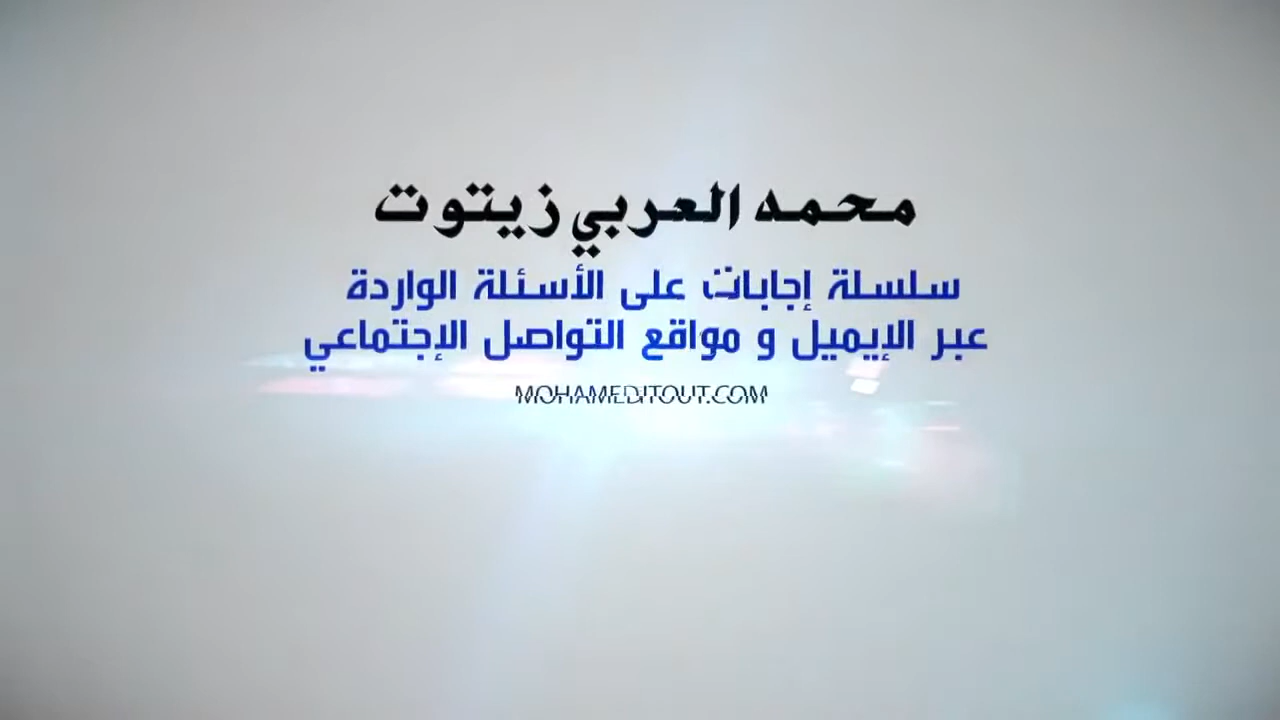 محمد العربي زيتوت
سلسلة إجابات على الأسئلة الواردة
عبر الإيميل و مواقع التواصل الإجتماعي
MOHAMEDITOUT.COM